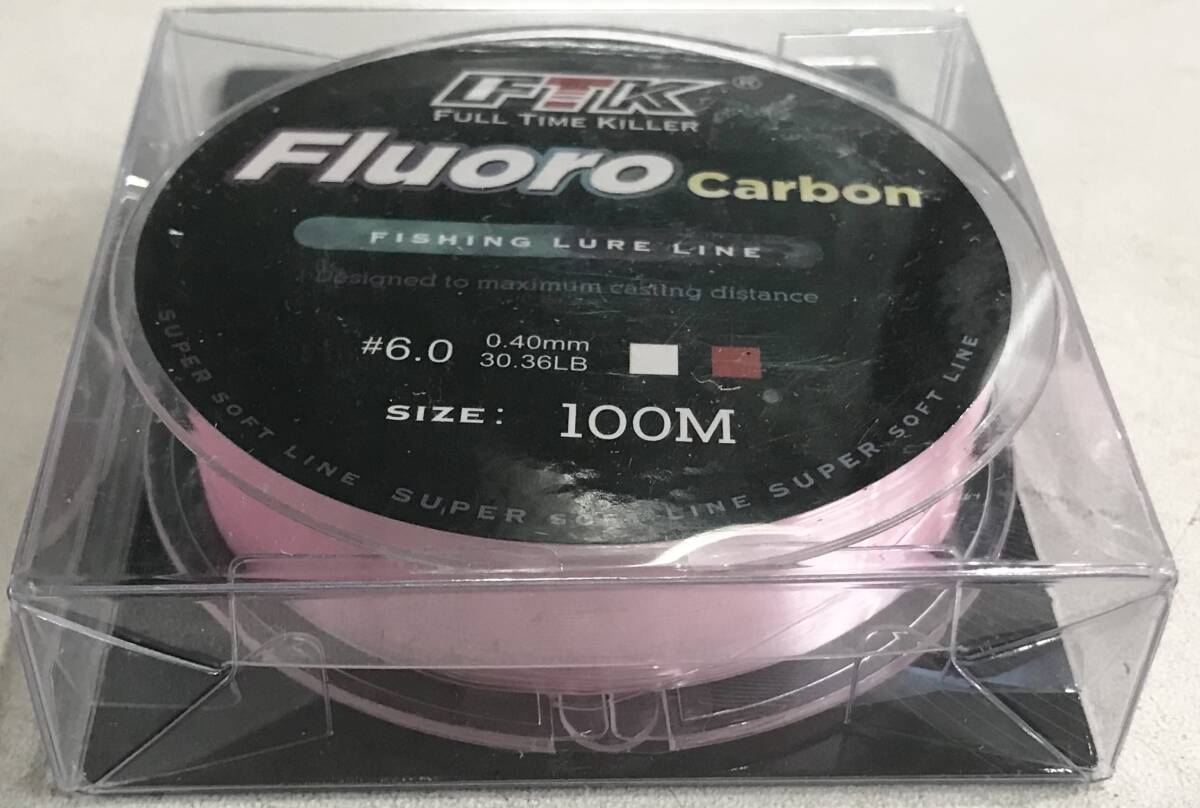 FTK®
FULL TIME KILLER
Fluoro Carbon
FISHING LURE LINE
Designed to maximum casting distance
#6.0 0.40mm
30.36LB
SIZE: 100M
SUPER SOFT LINE SUPER SOFT LINE SUPER SOFT LINE